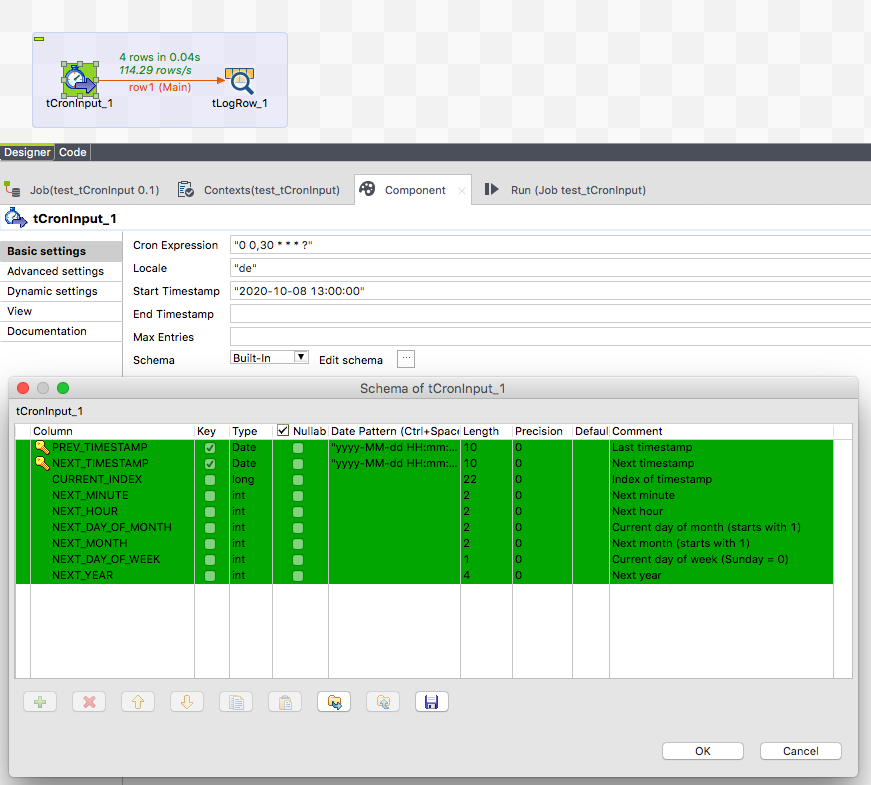 4 rows in 0.04s
114.29 rows/s
row1 (Main)
tCronInput_1
tLogRow_1
Designer Code
Job(test_tCronInput 0.1) Contexts(test_tCronInput) Component Run (Job test_tCronInput)
tCronInput_1
Basic settings
Advanced settings
Dynamic settings
View
Documentation
Cron Expression "0 0,30 * * * ?"
Locale "de"
Start Timestamp "2020-10-08 13:00:00"
End Timestamp
Max Entries
Schema Built-In Edit schema ...
Schema of tCronInput_1
tCronInput_1
Column Key Type Nullab Date Pattern (Ctrl+Space Length Precision Defaul Comment
PREV_TIMESTAMP Date "yyyy-MM-dd HH:mm:... 10 0 Last timestamp
NEXT_TIMESTAMP Date "yyyy-MM-dd HH:mm:... 10 0 Next timestamp
CURRENT_INDEX long 22 0 Index of timestamp
NEXT_MINUTE int 2 0 Next minute
NEXT_HOUR int 2 0 Next hour
NEXT_DAY_OF_MONTH int 2 0 Current day of month (starts with 1)
NEXT_MONTH int 2 0 Next month (starts with 1)
NEXT_DAY_OF_WEEK int 1 0 Current day of week (Sunday = 0)
NEXT_YEAR int 4 0 Next year
OK Cancel